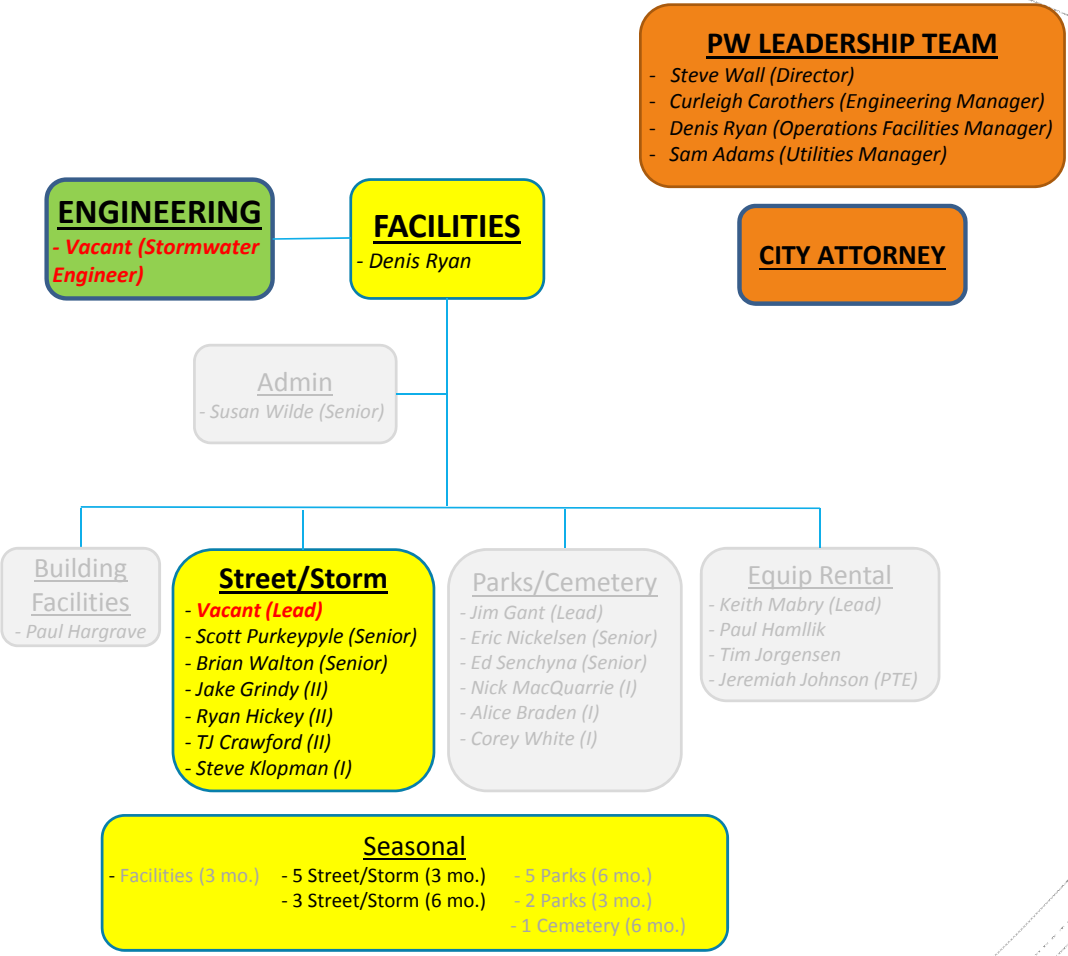 PW LEADERSHIP TEAM
- Steve Wall (Director)
- Curleigh Carothers (Engineering Manager)
- Denis Ryan (Operations Facilities Manager)
- Sam Adams (Utilities Manager)
ENGINEERING
- Vacant (Stormwater
Engineer)
FACILITIES
- Denis Ryan
CITY ATTORNEY
Admin
- Susan Wilde (Senior)
Building
Facilities
- Paul Hargrave
Street/Storm
- Vacant (Lead)
- Scott Purkeypyle (Senior)
- Brian Walton (Senior)
- Jake Grindy (II)
- Ryan Hickey (II)
- TJ Crawford (II)
- Steve Klopman (I)
Parks/Cemetery
- Jim Gant (Lead)
- Eric Nickelsen (Senior)
- Ed Senchyna (Senior)
- Nick MacQuarrie (I)
- Alice Braden (I)
- Corey White (I)
Equip Rental
- Keith Mabry (Lead)
- Paul Hamllik
- Tim Jorgensen
- Jeremiah Johnson (PTE)
Seasonal
- Facilities (3 mo.)
- 5 Street/Storm (3 mo.)
- 3 Street/Storm (6 mo.)
- 5 Parks (6 mo.)
- 2 Parks (3 mo.)
- 1 Cemetery (6 mo.)